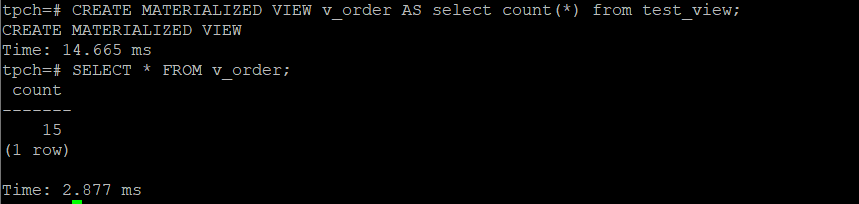 tpch=# CREATE MATERIALIZED VIEW v_order AS select count(*) from test_view;
CREATE MATERIALIZED VIEW
Time: 14.665 ms
tpch=# SELECT * FROM v_order;
 count
-------
    15
(1 row)

Time: 2.877 ms